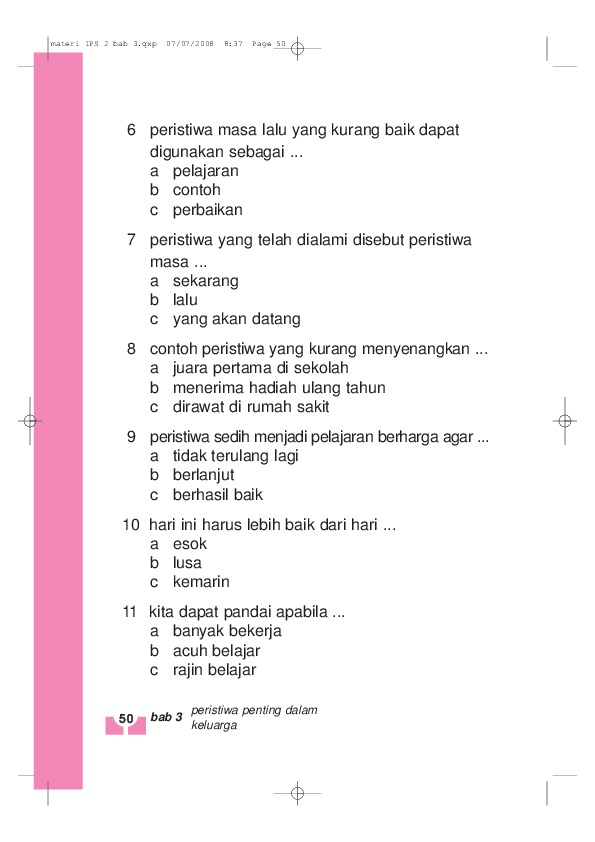 materi IPS 2 bab 3.qxp  07/07/2008  8:37  Page 50
6 peristiwa masa lalu yang kurang baik dapat
digunakan sebagai ...
a pelajaran
b contoh
c perbaikan
7 peristiwa yang telah dialami disebut peristiwa
masa ...
a sekarang
b lalu
c yang akan datang
8 contoh peristiwa yang kurang menyenangkan ...
a juara pertama di sekolah
b menerima hadiah ulang tahun
c dirawat di rumah sakit
9 peristiwa sedih menjadi pelajaran berharga agar ...
a tidak terulang lagi
b berlanjut
c berhasil baik
10 hari ini harus lebih baik dari hari ...
a esok
b lusa
c kemarin
11 kita dapat pandai apabila ...
a banyak bekerja
b acuh belajar
c rajin belajar
50 bab 3 peristiwa penting dalam
keluarga